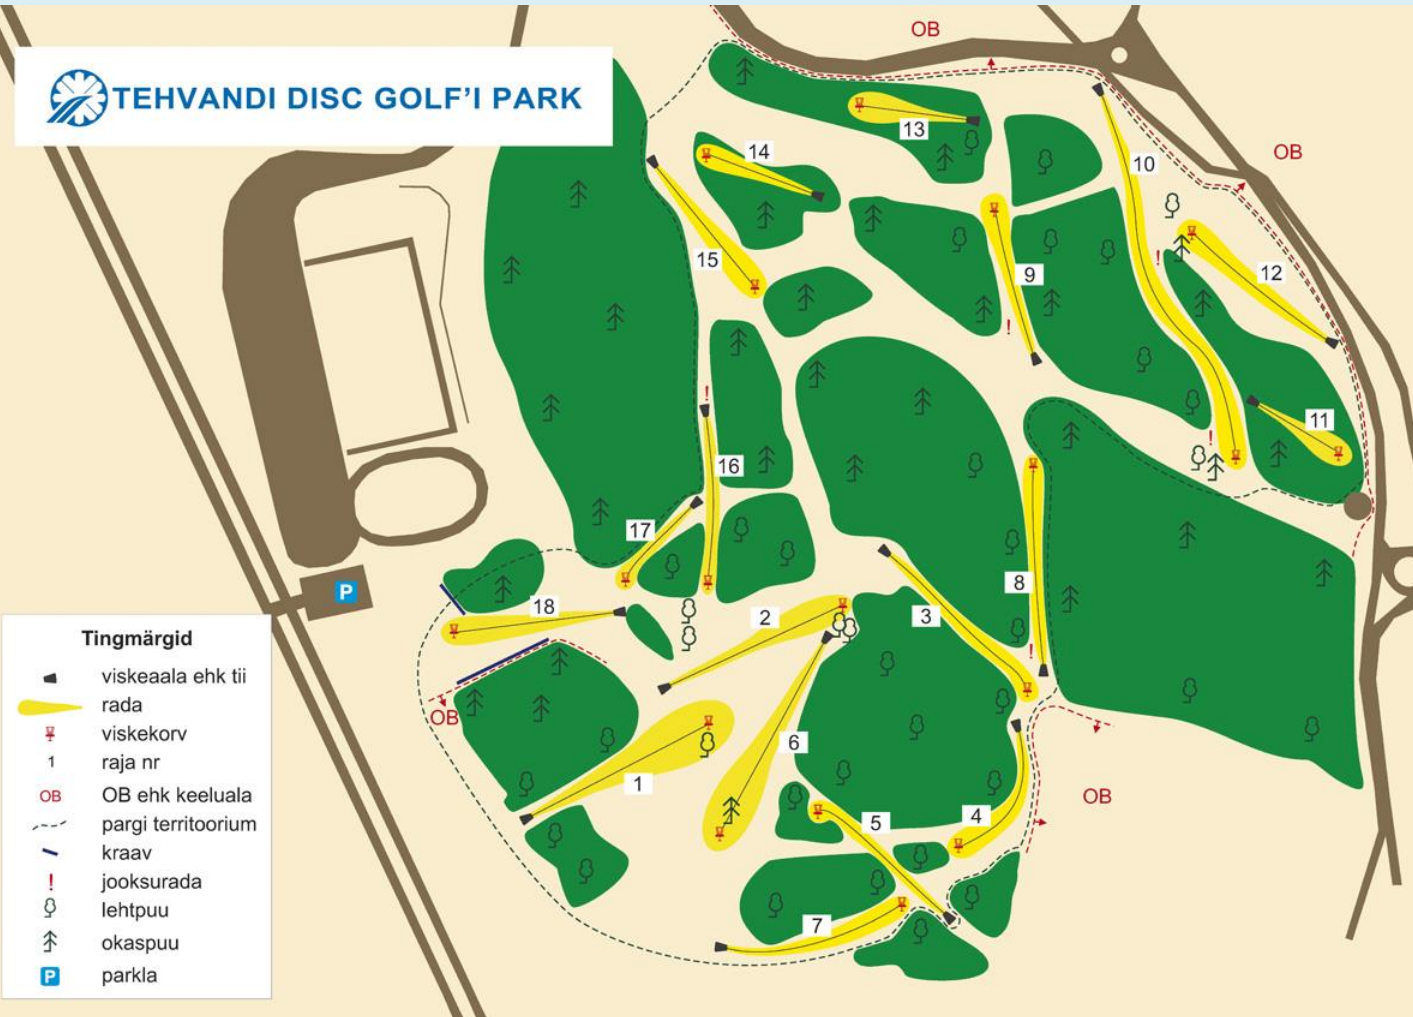 TEHVANDI DISC GOLF'I PARK
OB
13
14
10
OB
15
9
12
11
16
17
8
18
2
3
OB
6
1
OB
5
4
7
P
Tingmärgid
viskeaala ehk tii
rada
viskekorv
1 raja nr
OB OB ehk keeluala
pargi territoorium
kraav
! jooksurada
lehtpuu
okaspuu
P parkla
!
!
!
!
!